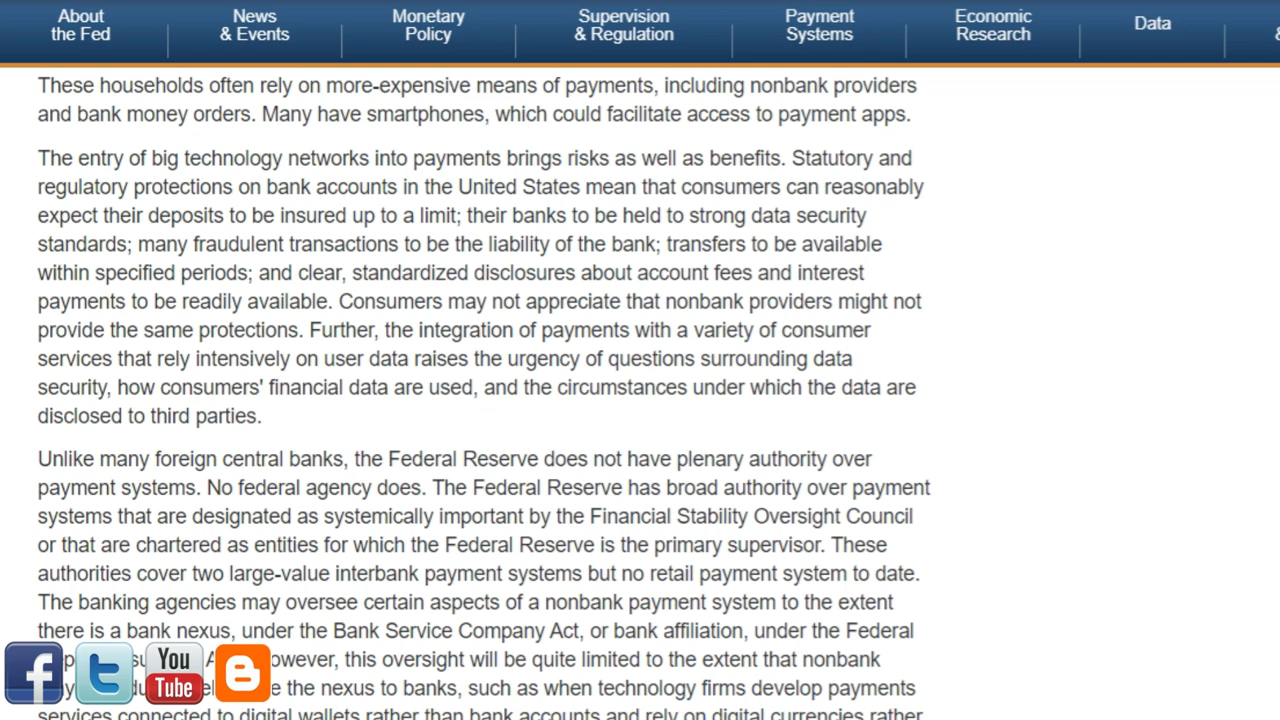 About
the Fed
News
& Events
Monetary
Policy
Supervision
& Regulation
Payment
Systems
Economic
Research
Data
&
These households often rely on more-expensive means of payments, including nonbank providers
and bank money orders. Many have smartphones, which could facilitate access to payment apps.
The entry of big technology networks into payments brings risks as well as benefits. Statutory and
regulatory protections on bank accounts in the United States mean that consumers can reasonably
expect their deposits to be insured up to a limit; their banks to be held to strong data security
standards; many fraudulent transactions to be the liability of the bank; transfers to be available
within specified periods; and clear, standardized disclosures about account fees and interest
payments to be readily available. Consumers may not appreciate that nonbank providers might not
provide the same protections. Further, the integration of payments with a variety of consumer
services that rely intensively on user data raises the urgency of questions surrounding data
security, how consumers' financial data are used, and the circumstances under which the data are
disclosed to third parties.
Unlike many foreign central banks, the Federal Reserve does not have plenary authority over
payment systems. No federal agency does. The Federal Reserve has broad authority over payment
systems that are designated as systemically important by the Financial Stability Oversight Council
or that are chartered as entities for which the Federal Reserve is the primary supervisor. These
authorities cover two large-value interbank payment systems but no retail payment system to date.
The banking agencies may oversee certain aspects of a nonbank payment system to the extent
there is a bank nexus, under the Bank Service Company Act, or bank affiliation, under the Federal
this oversight will be quite limited to the extent that nonbank
the nexus to banks, such as when technology firms develop payments
services connected to digital wallets rather than bank accounts and rely on digital currencies rather
You
Tube